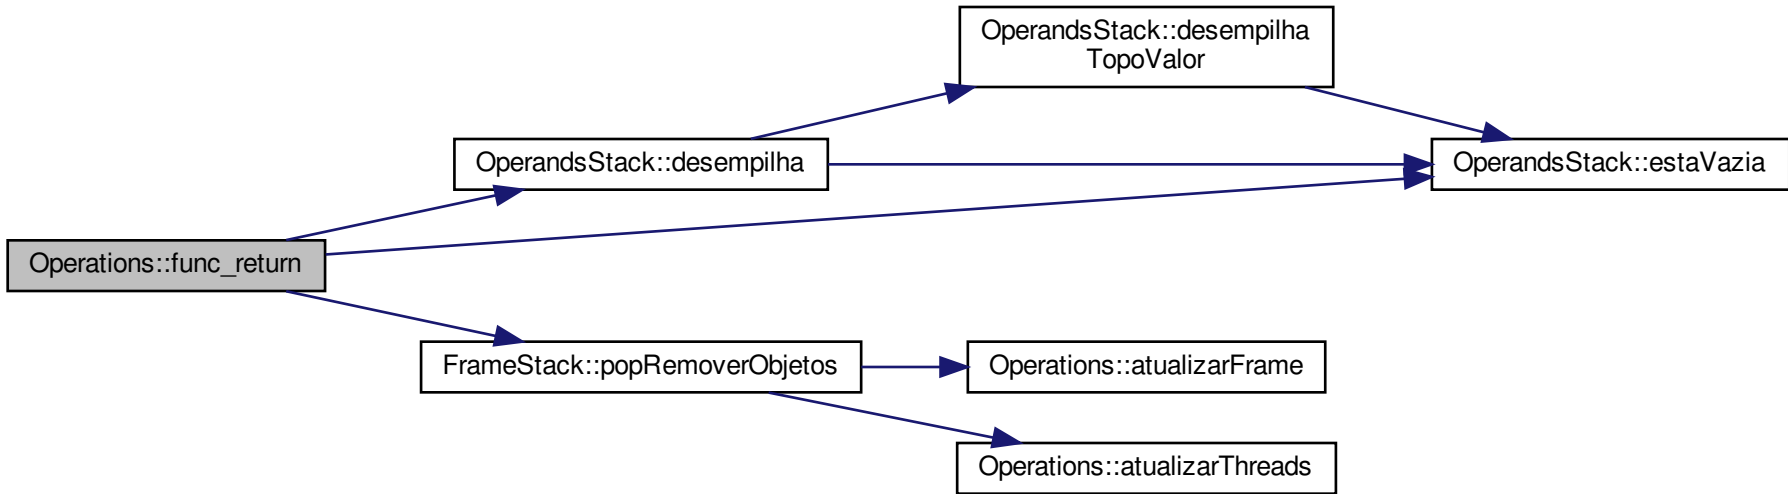 OperandsStack::desempilha
TopoValor
OperandsStack::desempilha
OperandsStack::estaVazia
Operations::func_return
FrameStack::popRemoverObjetos
Operations::atualizarFrame
Operations::atualizarThreads